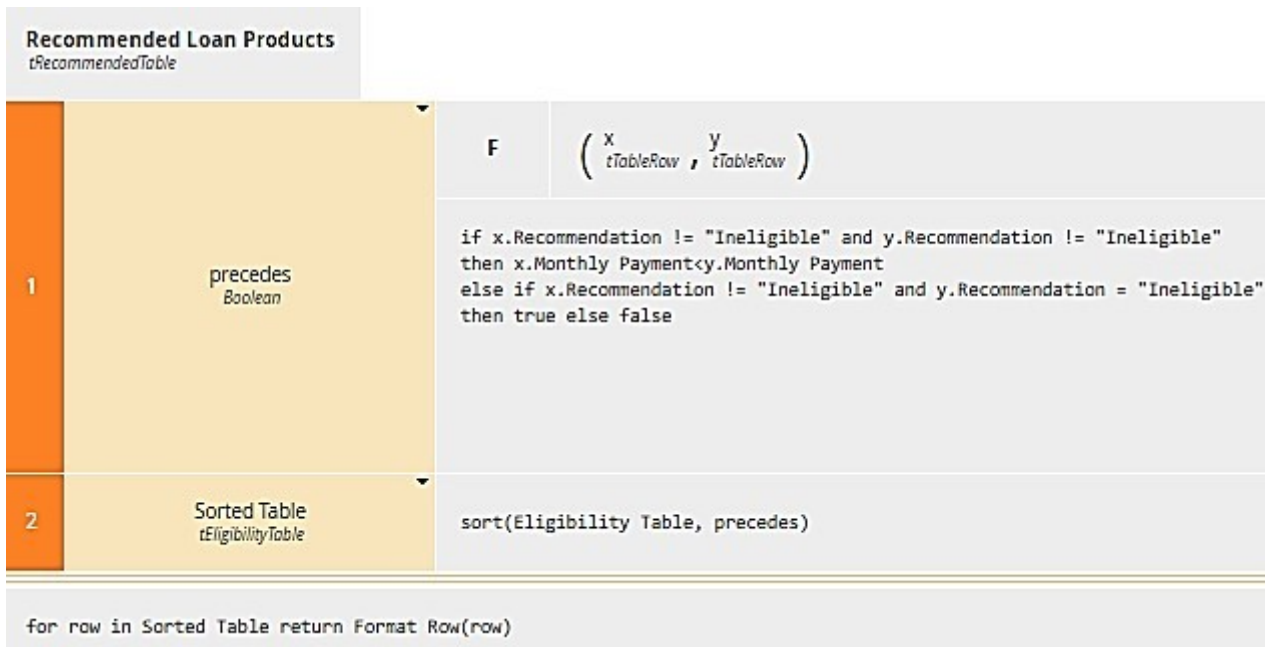 Recommended Loan Products
tRecommendedTable
F ( x , y )
tTableRow tTableRow
1
precedes
Boolean
if x.Recommendation != "Ineligible" and y.Recommendation != "Ineligible"
then x.Monthly Payment<y.Monthly Payment
else if x.Recommendation != "Ineligible" and y.Recommendation = "Ineligible"
then true else false
2
Sorted Table
tEligibilityTable
sort(Eligibility Table, precedes)
for row in Sorted Table return Format Row(row)